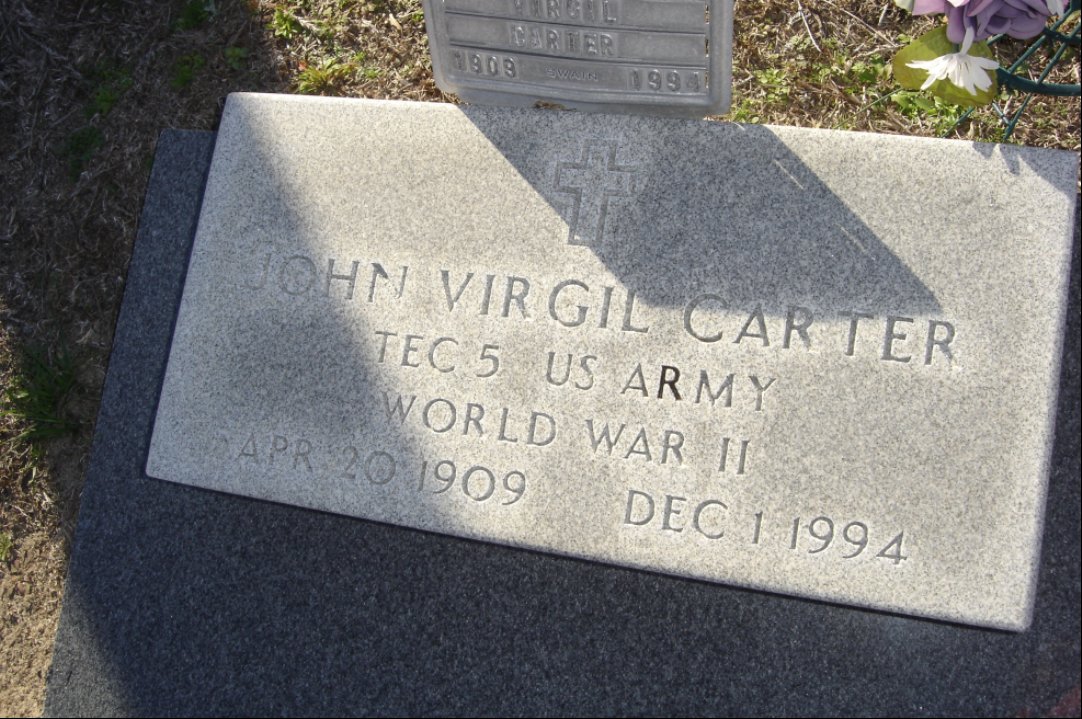 VIRGIL
CARTER
1909 SWAIN 1994
JOHN VIRGIL CARTER
TEC 5 US ARMY
WORLD WAR II
APR 20 1909 DEC 1 1994